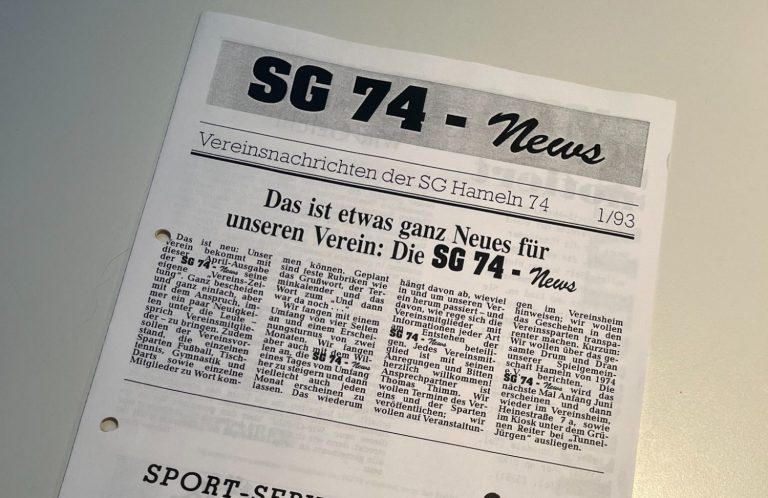 SG 74 - News
Vereinsnachrichten der SG Hameln 74 1/93
Das ist etwas ganz Neues für
unseren Verein: Die SG 74 - News
Das ist neu: Unser
Verein bekommt mit
dieser April-Ausgabe
der SG 74 - News seine
eigene „Vereins-Zei-
tung“. Ganz bescheiden
und ganz einfach, aber
mit dem Anspruch, im-
mer ein paar Neuigkei-
ten unter die Leute –
sprich Vereinsmitglie-
der – zu bringen. Zudem
sollen der Vereinsvor-
stand, die einzelnen
Sparten Fußball, Tisch-
tennis, Gymnastik und
Darts sowie einzelne
Mitglieder zu Wort kom-
men können. Geplant
sind feste Rubriken wie
das Grußwort, der Ter-
minkalender und das
Wort zum "Und dann
war da noch . . ."
Wir fangen mit einem
Umfang von vier Seiten
an und einem Erschei-
nungsturnus von zwei
Monaten. Wir fangen
aber auch mit dem Wil-
len an, die SG 74 - News
eines Tages vom Umfang
her zu steigern und dann
vielleicht auch jeden
Monat erscheinen zu
lassen. Das wiederum
hängt davon ab, wieviel
in und um unseren Ver-
ein herum passiert – und
davon, wie rege sich die
Vereinsmitglieder mit
Informationen jeder Art
am Entstehen der
SG 74 - News beteili-
gen. Jedes Vereinsmit-
glied ist mit seinen
Anregungen und Bitten
herzlich willkommen!
Ansprechpartner ist
Thomas Thimm. Wir
wollen Termine des Ver-
eins und der Sparten
veröffentlichen; wir
wollen auf Veranstaltun-
gen im Vereinsheim
hinweisen; wir wollen
das Geschehen in den
Sparten transparen-
renter machen. Kurzum:
Wir wollen über das ge-
samte Drum und Dran
unserer Spielgemein-
schaft Hameln von 1974
e.V. berichten. Die
SG 74 - News wird das
nächste Mal Anfang Juni
erscheinen und dann
wieder im Vereinsheim,
Heinestraße 7 a, sowie
im Kiosk unter dem Grü-
nen Reiter bei „Tunnel-
Jürgen“ ausliegen.